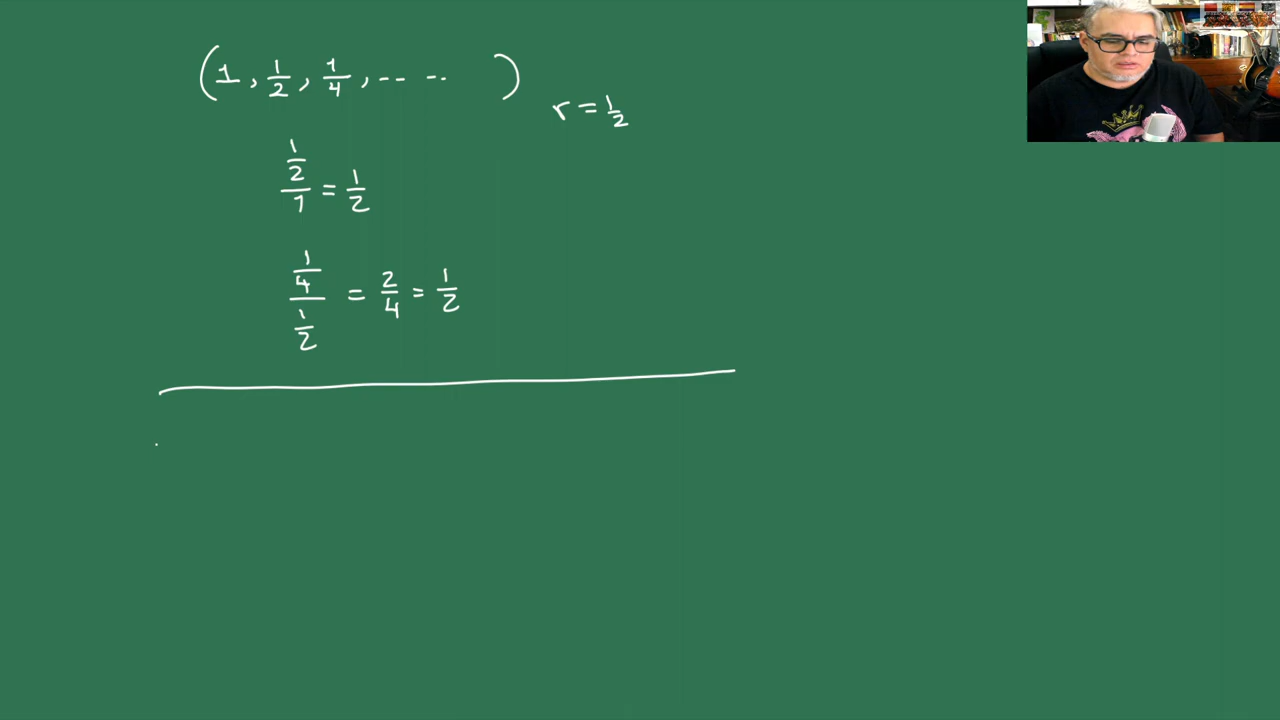 (1, 1/2, 1/4, .. .. )
r = 1/2
(1/2)/1 = 1/2
(1/4)/(1/2) = 2/4 = 1/2